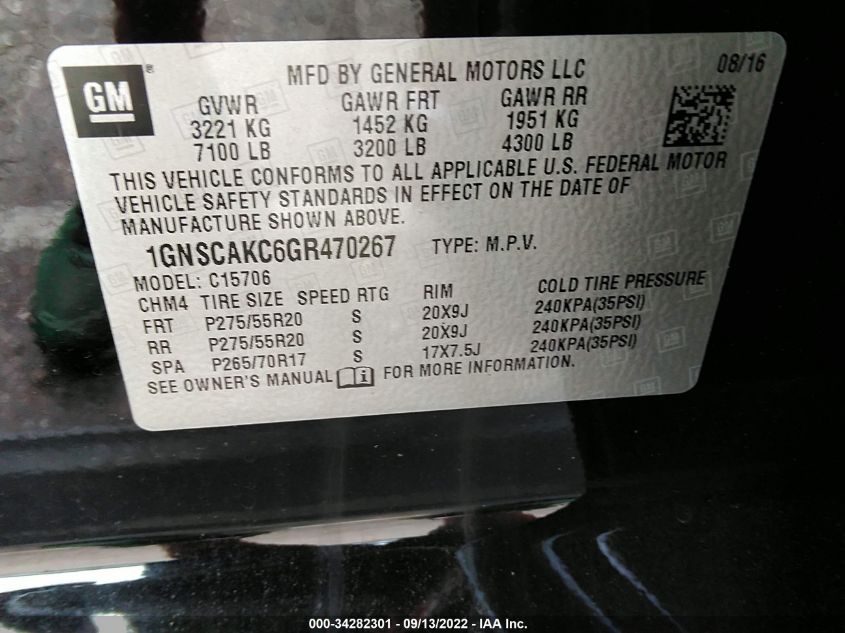 GM
MFD BY GENERAL MOTORS LLC
08/16
GVWR GAWR FRT GAWR RR
3221 KG 1452 KG 1951 KG
7100 LB 3200 LB 4300 LB
THIS VEHICLE CONFORMS TO ALL APPLICABLE U.S. FEDERAL MOTOR
VEHICLE SAFETY STANDARDS IN EFFECT ON THE DATE OF
MANUFACTURE SHOWN ABOVE.
1GNSCAKC6GR470267 TYPE: M.P.V.
MODEL: C15706
CHM4 TIRE SIZE SPEED RTG RIM COLD TIRE PRESSURE
FRT P275/55R20 S 20X9J 240KPA(35PSI)
RR P275/55R20 S 20X9J 240KPA(35PSI)
SPA P265/70R17 S 17X7.5J 240KPA(35PSI)
SEE OWNER'S MANUAL FOR MORE INFORMATION.
000-34282301 - 09/13/2022 - IAA Inc.